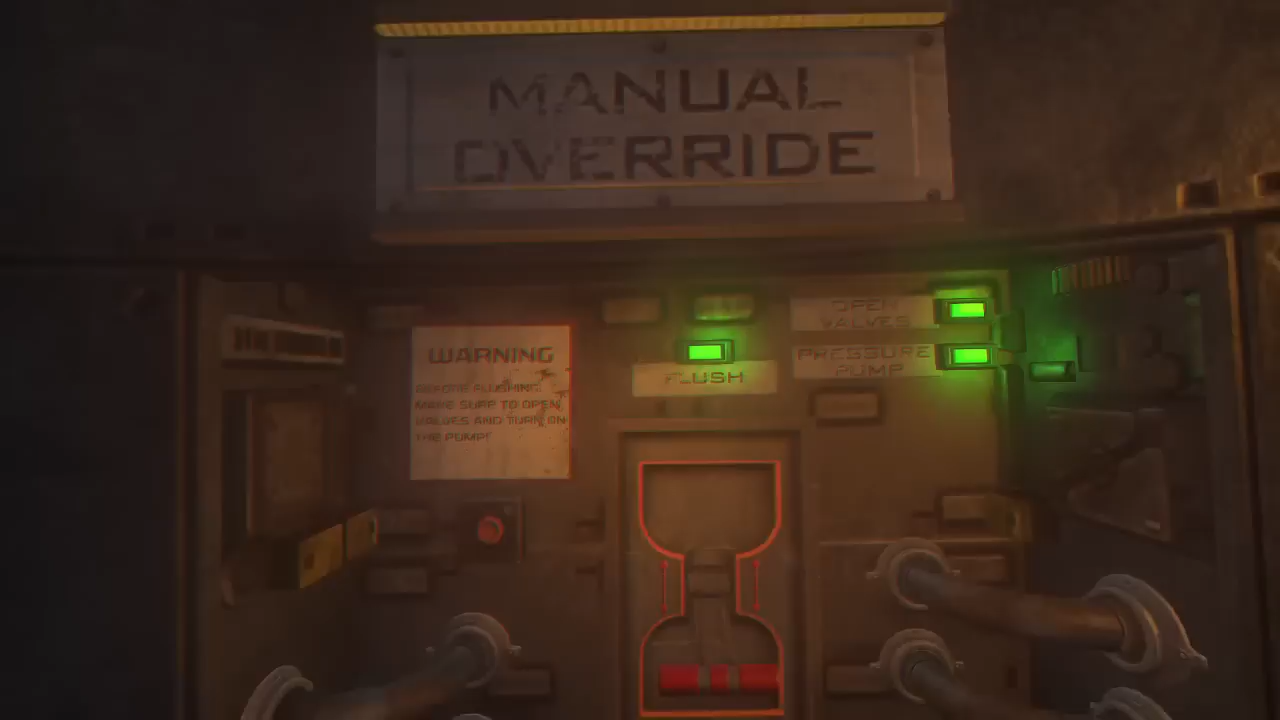 MANUAL
OVERRIDE
WARNING
BEFORE FLUSHING,
MAKE SURE TO OPEN
VALVES AND TURN ON
THE PUMP!
FLUSH
OPEN
VALVES
PRESSURE
PUMP